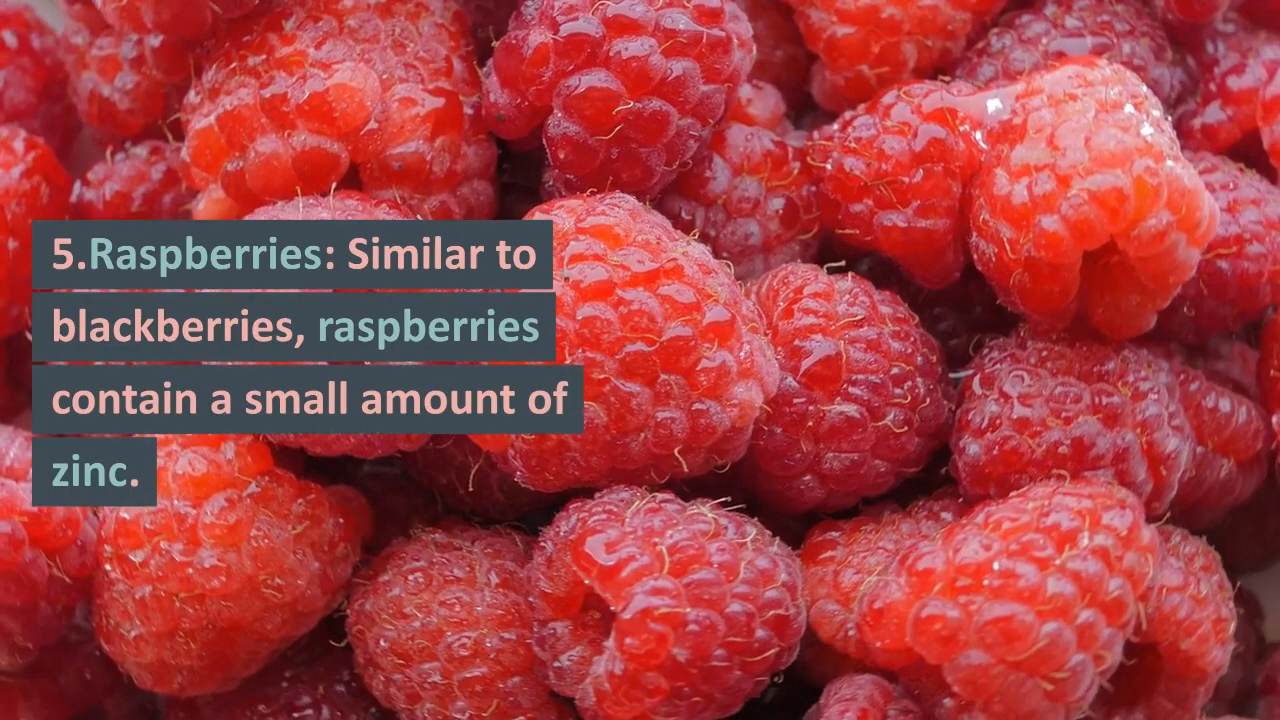 5.Raspberries: Similar to
blackberries, raspberries
contain a small amount of
zinc.